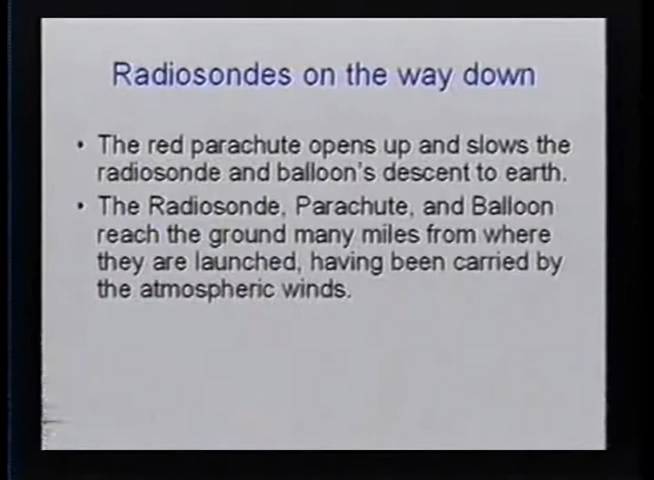 Radiosondes on the way down
• The red parachute opens up and slows the
radiosonde and balloon's descent to earth.
• The Radiosonde, Parachute, and Balloon
reach the ground many miles from where
they are launched, having been carried by
the atmospheric winds.